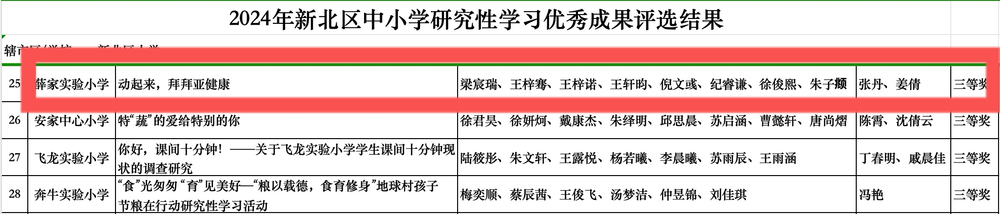 2024年新北区中小学研究性学习优秀成果评选结果
辖市区/学校 新北区小学
25 薛家实验小学 动起来，拜拜亚健康 梁宸瑞、王梓骞、王梓诺、王轩昀、倪文彧、纪睿谦、徐俊熙、朱子顺 张丹、姜倩 三等奖
26 安家中心小学 特“蔬”的爱给特别的你 徐君昊、徐妍炣、戴康杰、朱绎明、邱思晨、苏启涵、曹懿轩、唐尚熠 陈霄、沈倩云 三等奖
27 飞龙实验小学 你好，课间十分钟！——关于飞龙实验小学学生课间十分钟现
状的调查研究 陆筱彤、朱文轩、王露悦、杨若曦、李晨曦、苏雨辰、王雨涵 丁春明、戚晨佳 三等奖
28 奔牛实验小学 “食”光匆匆 “育”见美好—“粮以载德，食育修身”地球村孩子
节粮在行动研究性学习活动 梅奕顺、蔡辰茜、王俊飞、汤梦洁、仲昱锦、刘佳琪 冯艳 三等奖